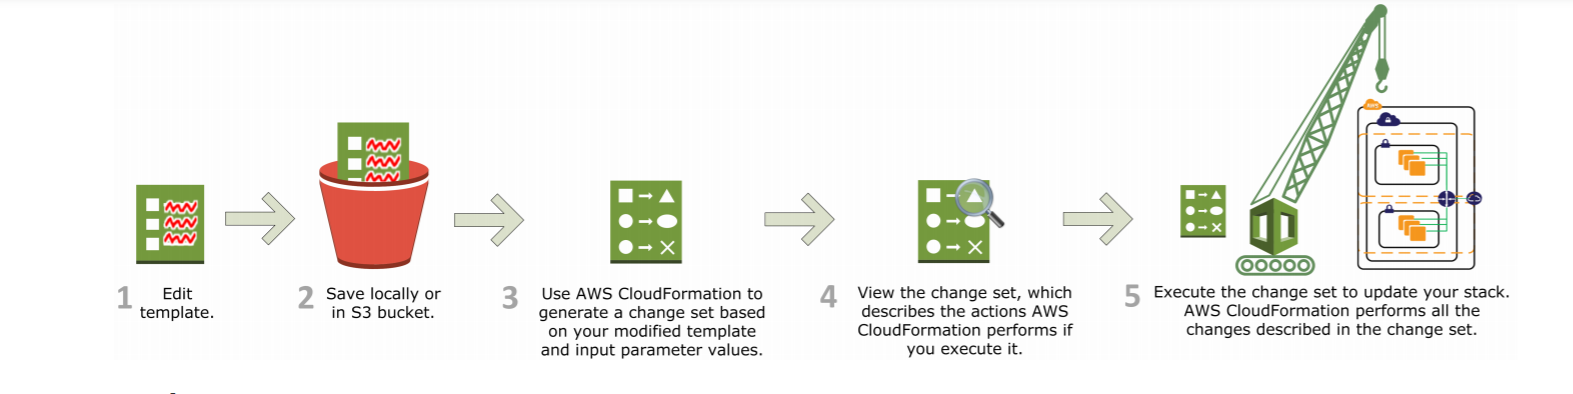 aws
1 Edit
template.
2 Save locally or
in S3 bucket.
3 Use AWS CloudFormation to
generate a change set based
on your modified template
and input parameter values.
4 View the change set, which
describes the actions AWS
CloudFormation performs if
you execute it.
5 Execute the change set to update your stack.
AWS CloudFormation performs all the
changes described in the change set.